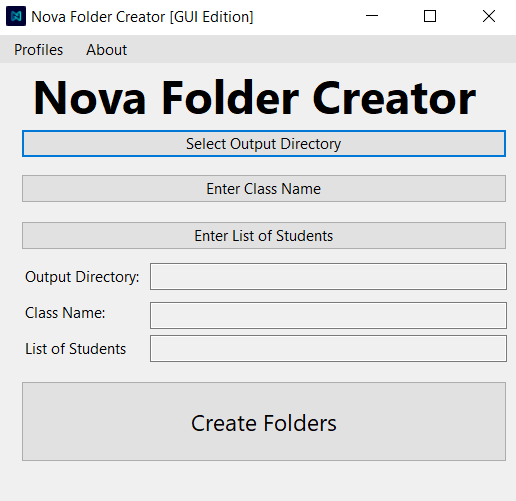 Nova Folder Creator [GUI Edition]
Profiles About
Nova Folder Creator
Select Output Directory
Enter Class Name
Enter List of Students
Output Directory:
Class Name:
List of Students
Create Folders